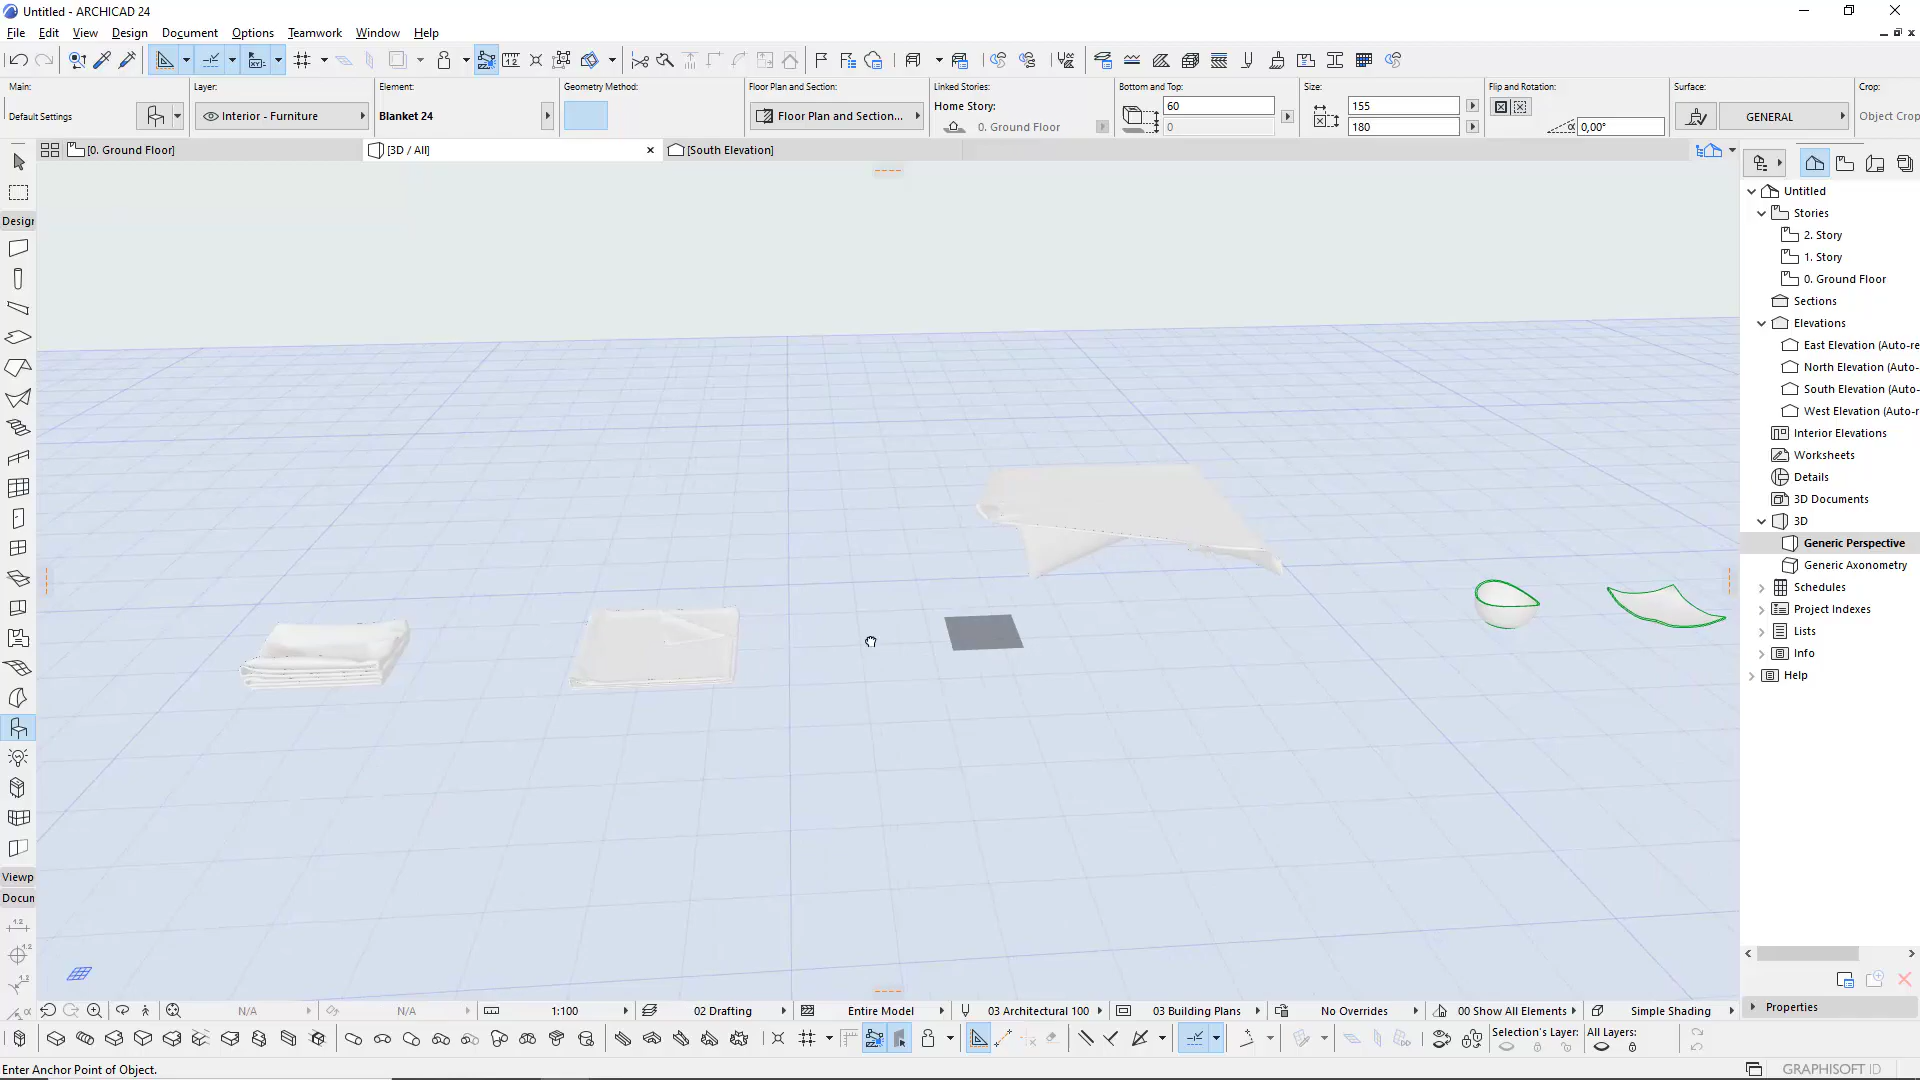 Untitled - ARCHICAD 24
File Edit View Design Document Options Teamwork Window Help
Main:
Default Settings
Layer:
Interior - Furniture
Element:
Blanket 24
Geometry Method:
Floor Plan and Section:
Floor Plan and Section...
Linked Stories:
Home Story:
0. Ground Floor
Bottom and Top:
60
0
Size:
155
180
Flip and Rotation:
0,00°
Surface:
GENERAL
Crop:
Object Crop
[0. Ground Floor]
[3D / All]
[South Elevation]
Design
Viewp
Docum
Untitled
Stories
2. Story
1. Story
0. Ground Floor
Sections
Elevations
East Elevation (Auto-re
North Elevation (Auto-
South Elevation (Auto-
West Elevation (Auto-r
Interior Elevations
Worksheets
Details
3D Documents
3D
Generic Perspective
Generic Axonometry
Schedules
Project Indexes
Lists
Info
Help
Properties
N/A
N/A
1:100
02 Drafting
Entire Model
03 Architectural 100
03 Building Plans
No Overrides
00 Show All Elements
Simple Shading
Selection's Layer:
All Layers:
Enter Anchor Point of Object.
GRAPHISOFT ID